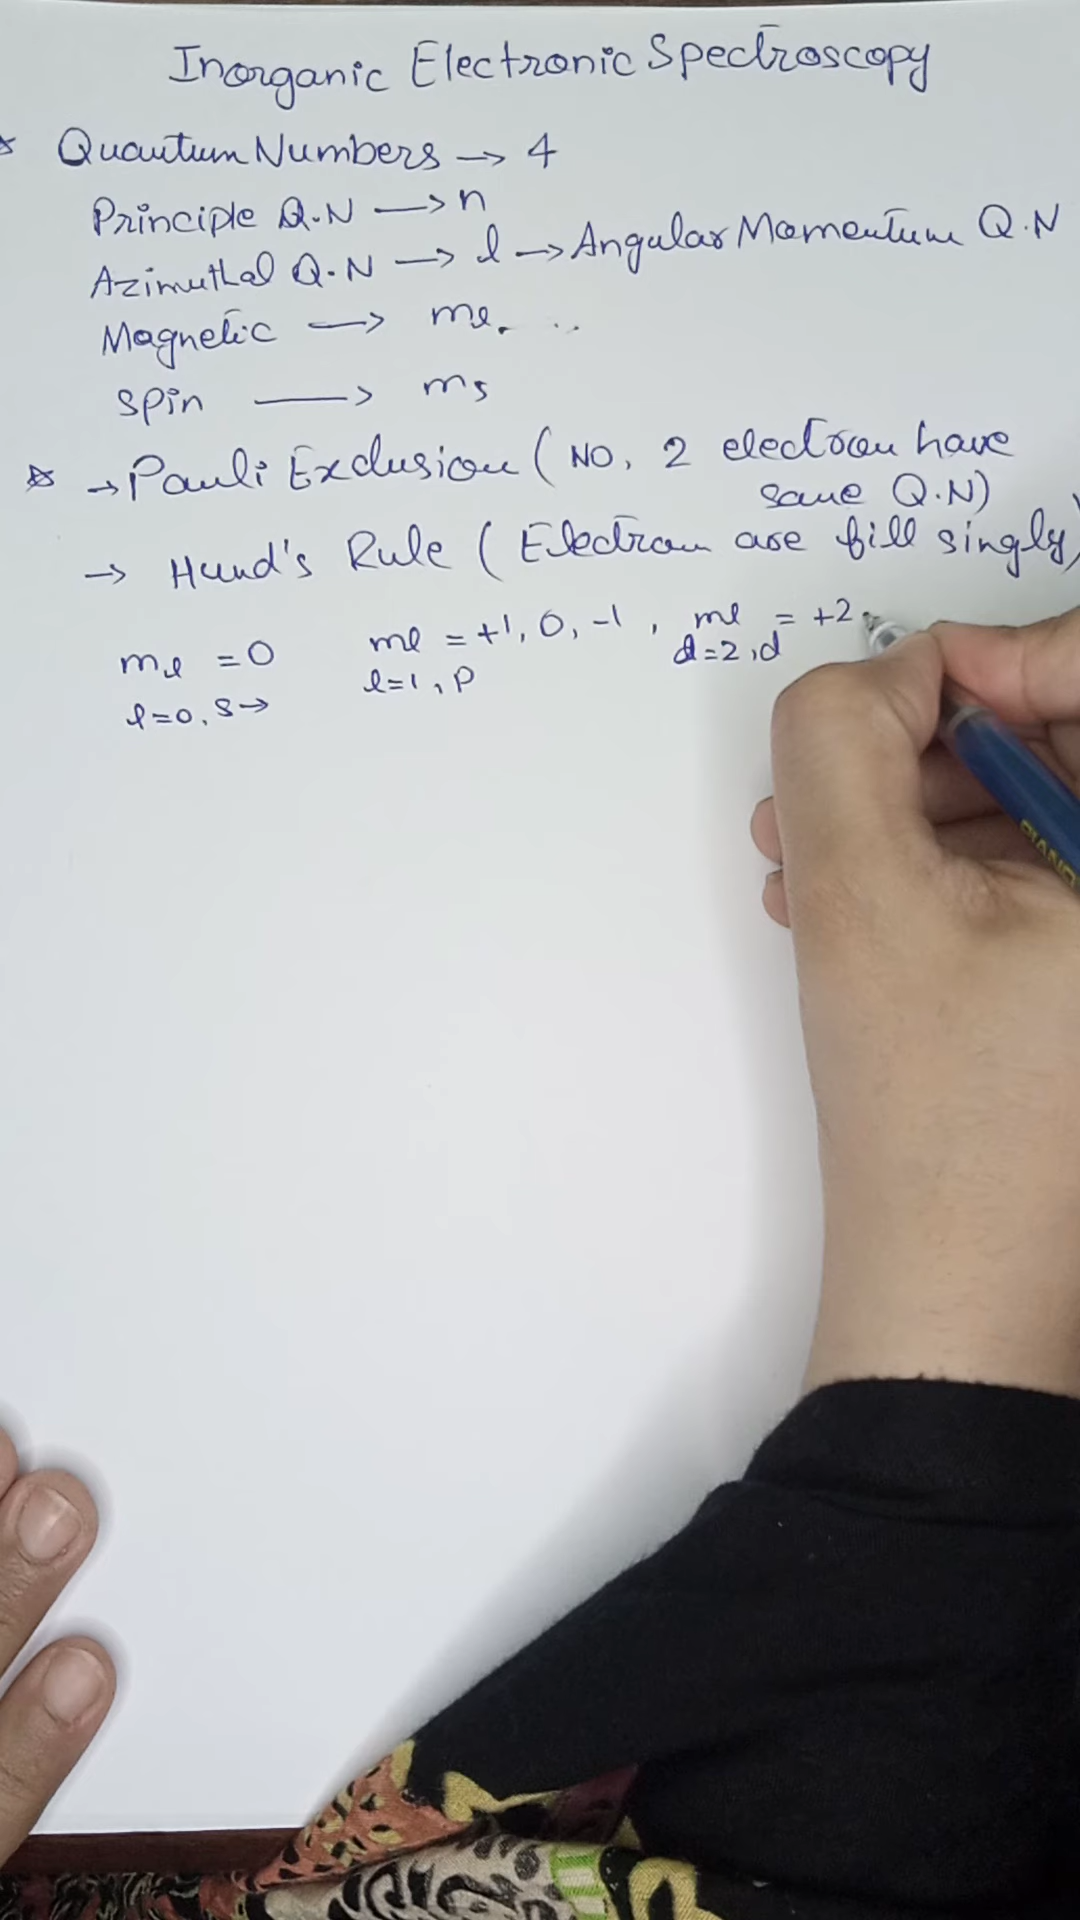 Inorganic Electronic Spectroscopy
Quantum Numbers → 4
Principle Q.N → n
Azimuthal Q.N → l → Angular Momentum Q.N
Magnetic → ml
Spin → ms
→ Pauli Exclusion (NO. 2 electron have
same Q.N)
→ Hund's Rule (Electron are fill singly)
ml = 0 ml = +1, 0, -1 , ml = +2
l=0, s→ l=1, p d=2, d